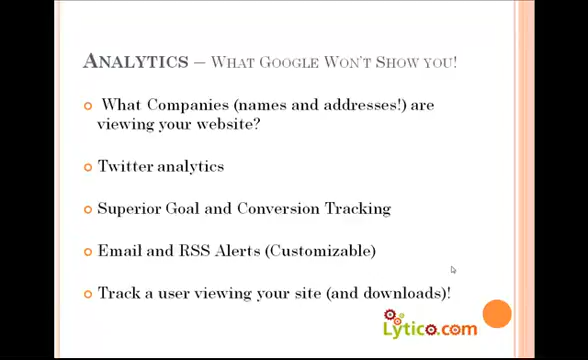 ANALYTICS – WHAT GOOGLE WON'T SHOW YOU!
What Companies (names and addresses!) are
viewing your website?
Twitter analytics
Superior Goal and Conversion Tracking
Email and RSS Alerts (Customizable)
Track a user viewing your site (and downloads)!
Lytico.com